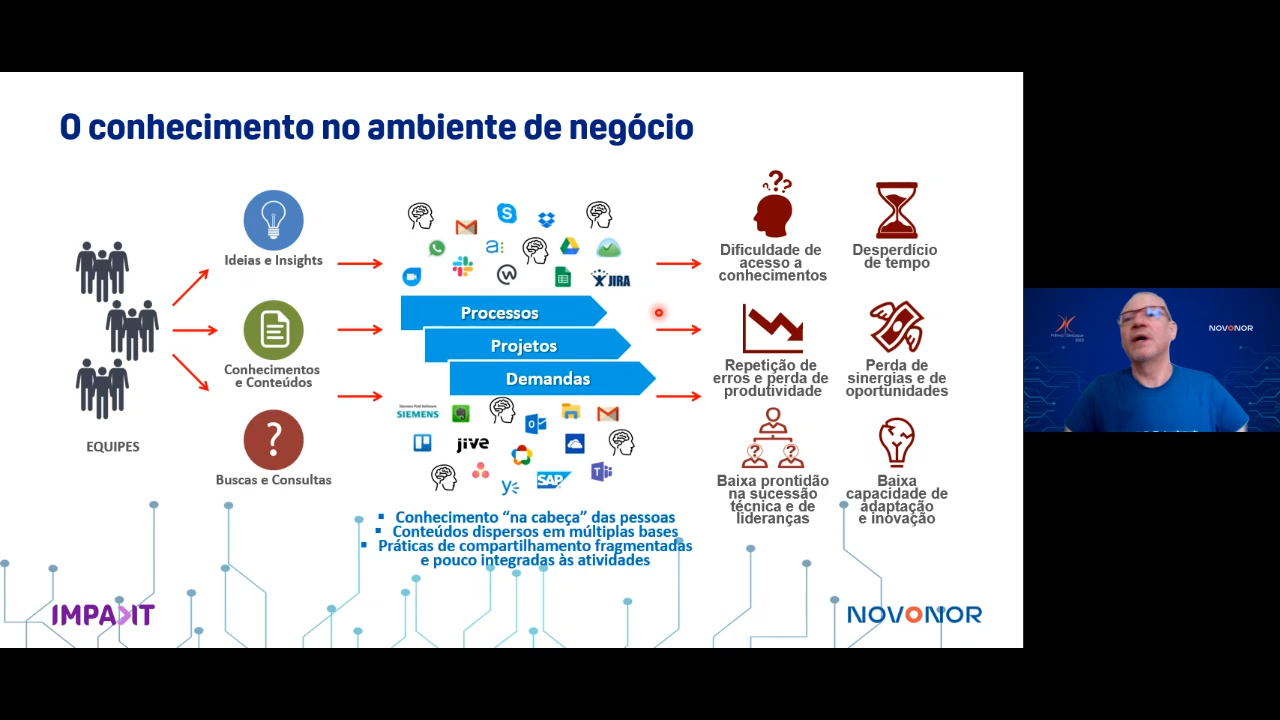 O conhecimento no ambiente de negócio
EQUIPES
Ideias e Insights
Conhecimentos
e Conteúdos
?
Buscas e Consultas
a:
JIRA
Processos
Projetos
Demandas
SIEMENS
jive
SAP
Conhecimento “na cabeça” das pessoas
Conteúdos dispersos em múltiplas bases
Práticas de compartilhamento fragmentadas
e pouco integradas às atividades
Dificuldade de
acesso a
conhecimentos
Desperdício
de tempo
Repetição de
erros e perda de
produtividade
Perda de
sinergias e de
oportunidades
Baixa prontidão
na sucessão
técnica e de
lideranças
Baixa
capacidade de
adaptação
e inovação
IMPAKIT
NOVONOR
NOVONOR